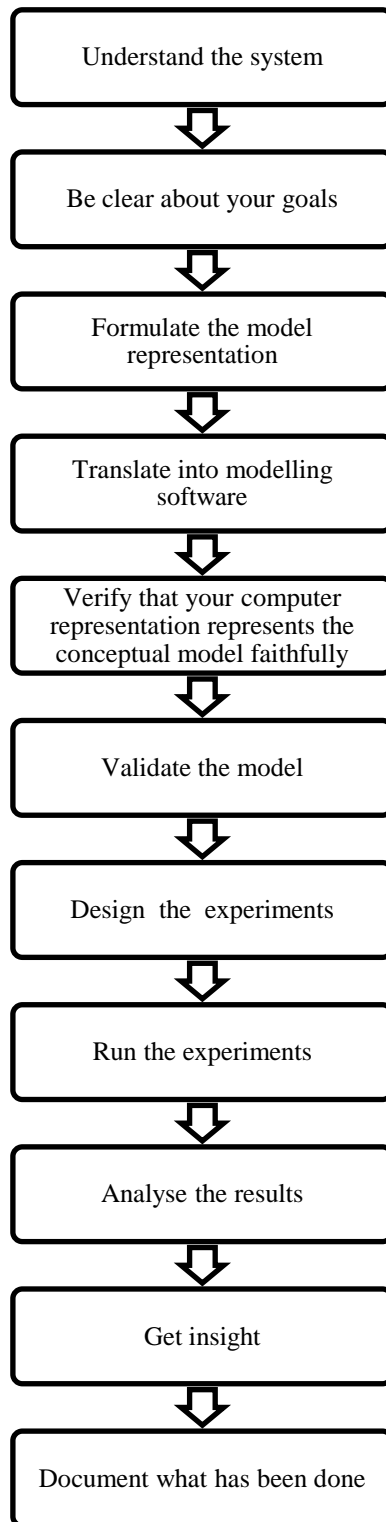 Understand the system
Be clear about your goals
Formulate the model
representation
Translate into modelling
software
Verify that your computer
representation represents the
conceptual model faithfully
Validate the model
Design the experiments
Run the experiments
Analyse the results
Get insight
Document what has been done